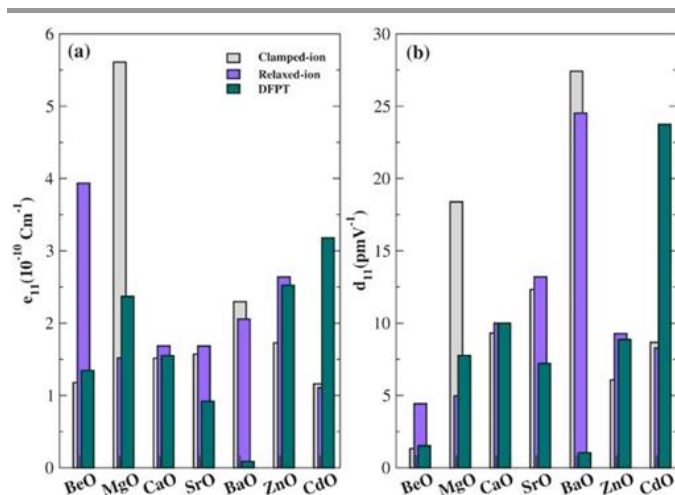 (a)
Clamped-ion
Relaxed-ion
DFPT
6
5
4
3
2
1
0
e11(10-10 Cm-1)
BeO MgO CaO SrO BaO ZnO CdO
(b)
30
25
20
15
10
5
0
d11(pmV-1)
BeO MgO CaO SrO BaO ZnO CdO